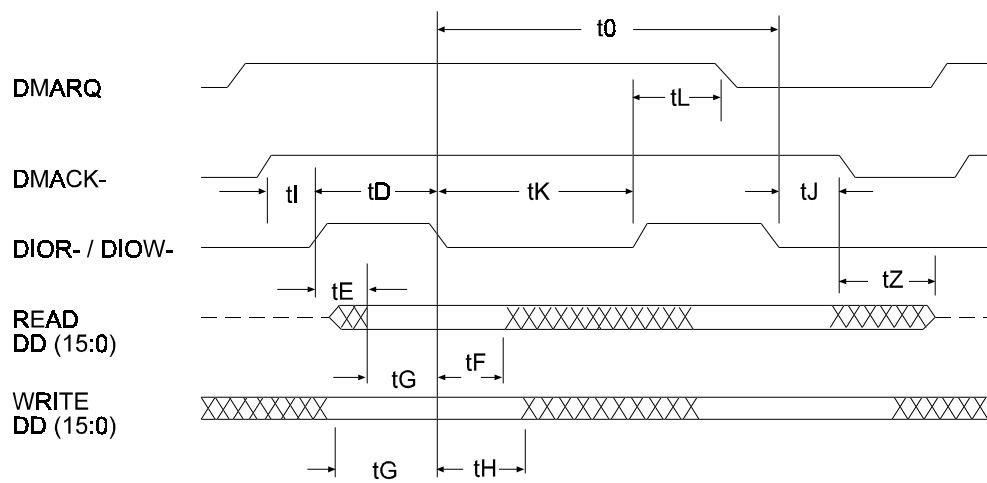 t0
DMARQ
tL
DMACK-
tI tD tK tJ
DIOR- / DIOW-
tE tZ
READ
DD (15:0)
tG tF
WRITE
DD (15:0)
tG tH